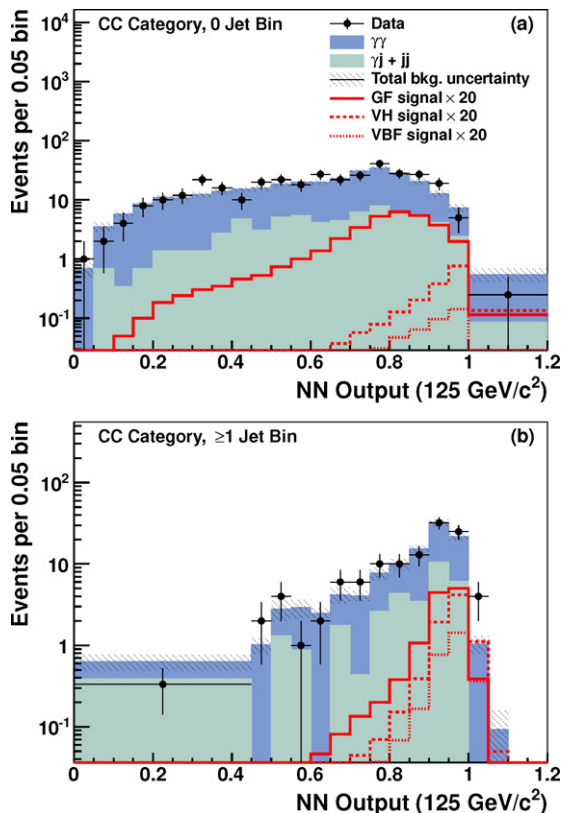 CC Category, 0 Jet Bin
(a)
Data
γγ
γj + jj
Total bkg. uncertainty
GF signal × 20
VH signal × 20
VBF signal × 20
Events per 0.05 bin
10⁴
10³
10²
10
1
10⁻¹
0 0.2 0.4 0.6 0.8 1 1.2
NN Output (125 GeV/c²)
CC Category, ≥1 Jet Bin
(b)
Events per 0.05 bin
10²
10
1
10⁻¹
0 0.2 0.4 0.6 0.8 1 1.2
NN Output (125 GeV/c²)